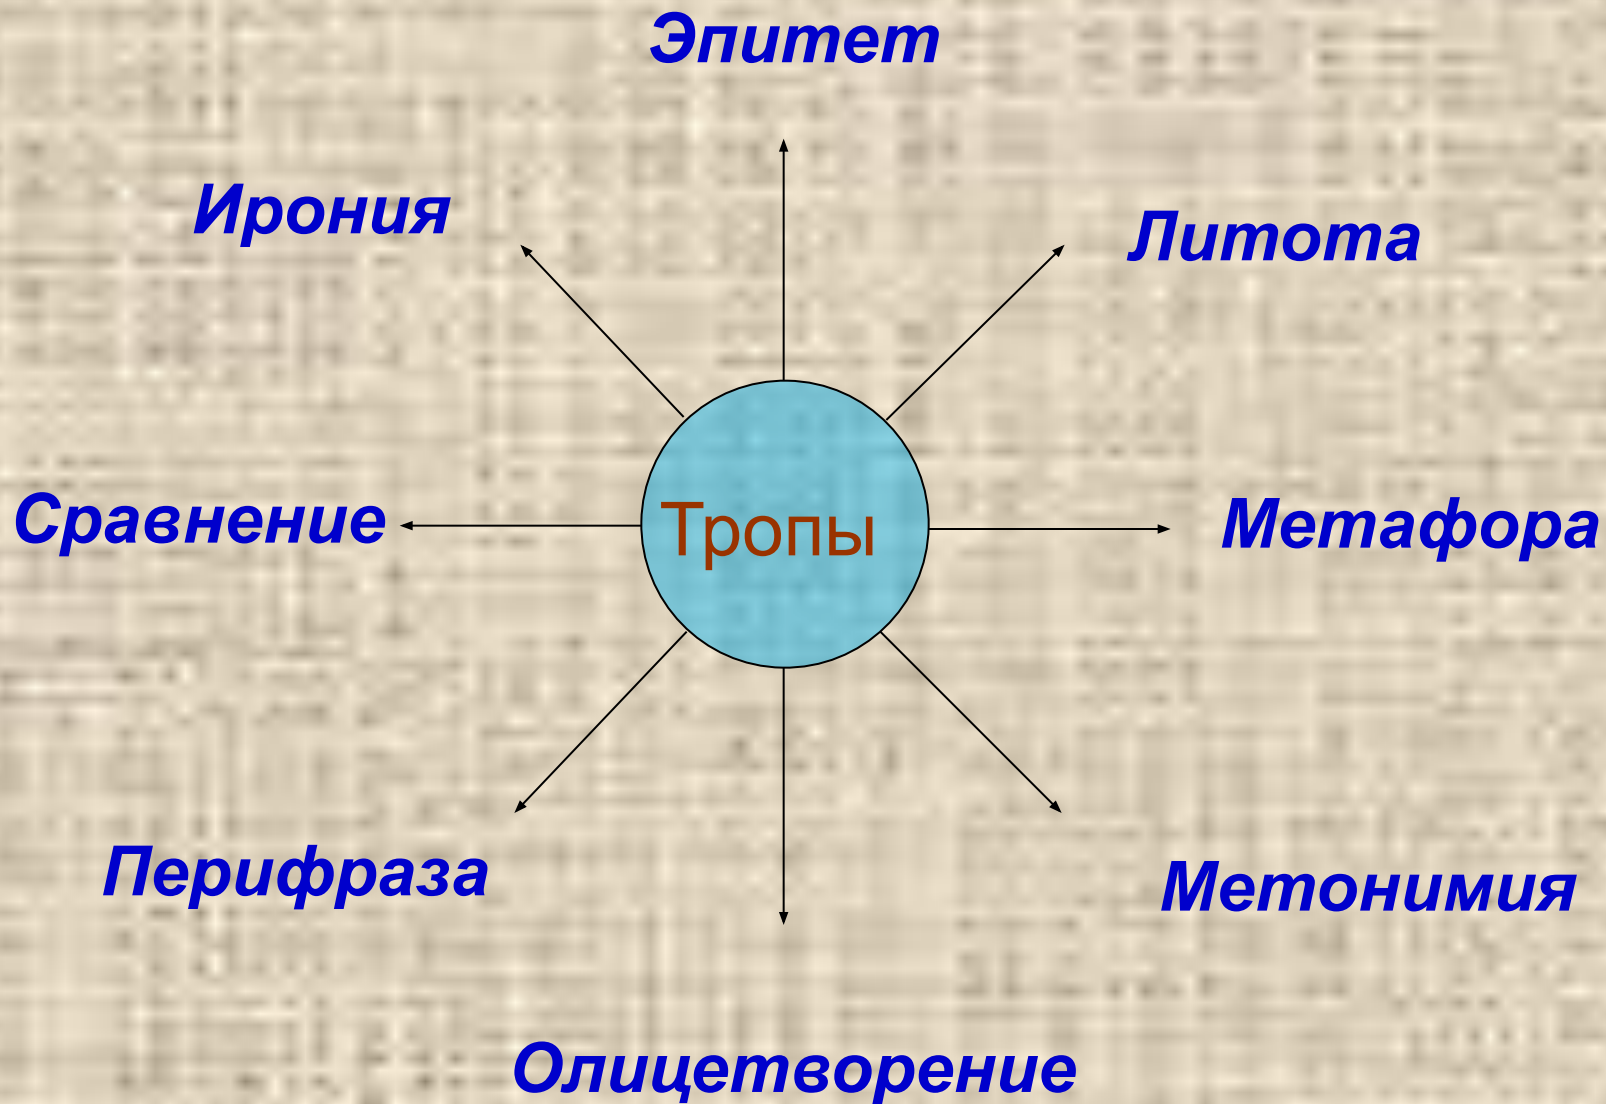 Эпитет
Ирония
Литота
Сравнение
Тропы
Метафора
Перифраза
Метонимия
Олицетворение